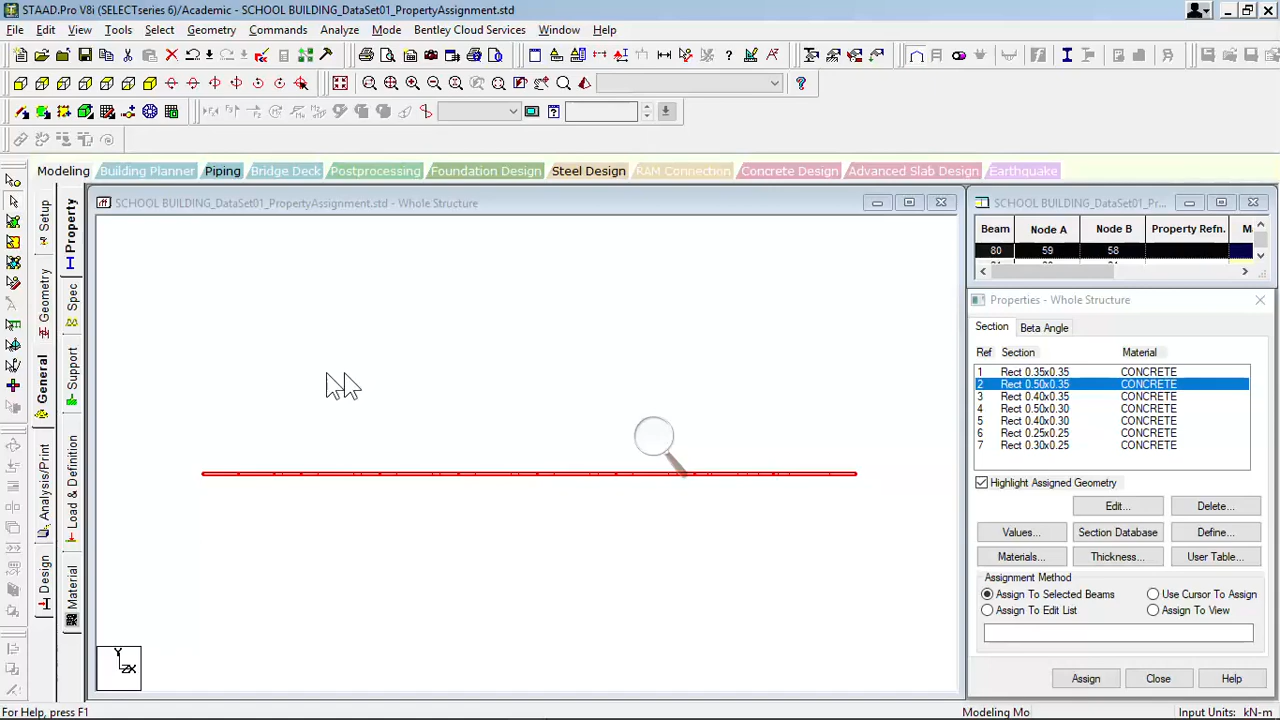 STAAD.Pro V8i (SELECTseries 6)/Academic - SCHOOL BUILDING_DataSet01_PropertyAssignment.std
File Edit View Tools Select Geometry Commands Analyze Mode Bentley Cloud Services Window Help
Modeling Building Planner Piping Bridge Deck Postprocessing Foundation Design Steel Design RAM Connection Concrete Design Advanced Slab Design Earthquake
Setup
Geometry
General
Analysis/Print
Design
Property
Spec
Support
Load & Definition
Material
SCHOOL BUILDING_DataSet01_PropertyAssignment.std - Whole Structure
Y
ZX
SCHOOL BUILDING_DataSet01_Pr...
Beam Node A Node B Property Refn. M
80 59 58
Properties - Whole Structure
Section Beta Angle
Ref Section Material
1 Rect 0.35x0.35 CONCRETE
2 Rect 0.50x0.35 CONCRETE
3 Rect 0.40x0.35 CONCRETE
4 Rect 0.50x0.30 CONCRETE
5 Rect 0.40x0.30 CONCRETE
6 Rect 0.25x0.25 CONCRETE
7 Rect 0.30x0.25 CONCRETE
Highlight Assigned Geometry
Edit... Delete...
Values... Section Database Define...
Materials... Thickness... User Table...
Assignment Method
Assign To Selected Beams Use Cursor To Assign
Assign To Edit List Assign To View
Assign Close Help
For Help, press F1 Modeling Mo Input Units: kN-m